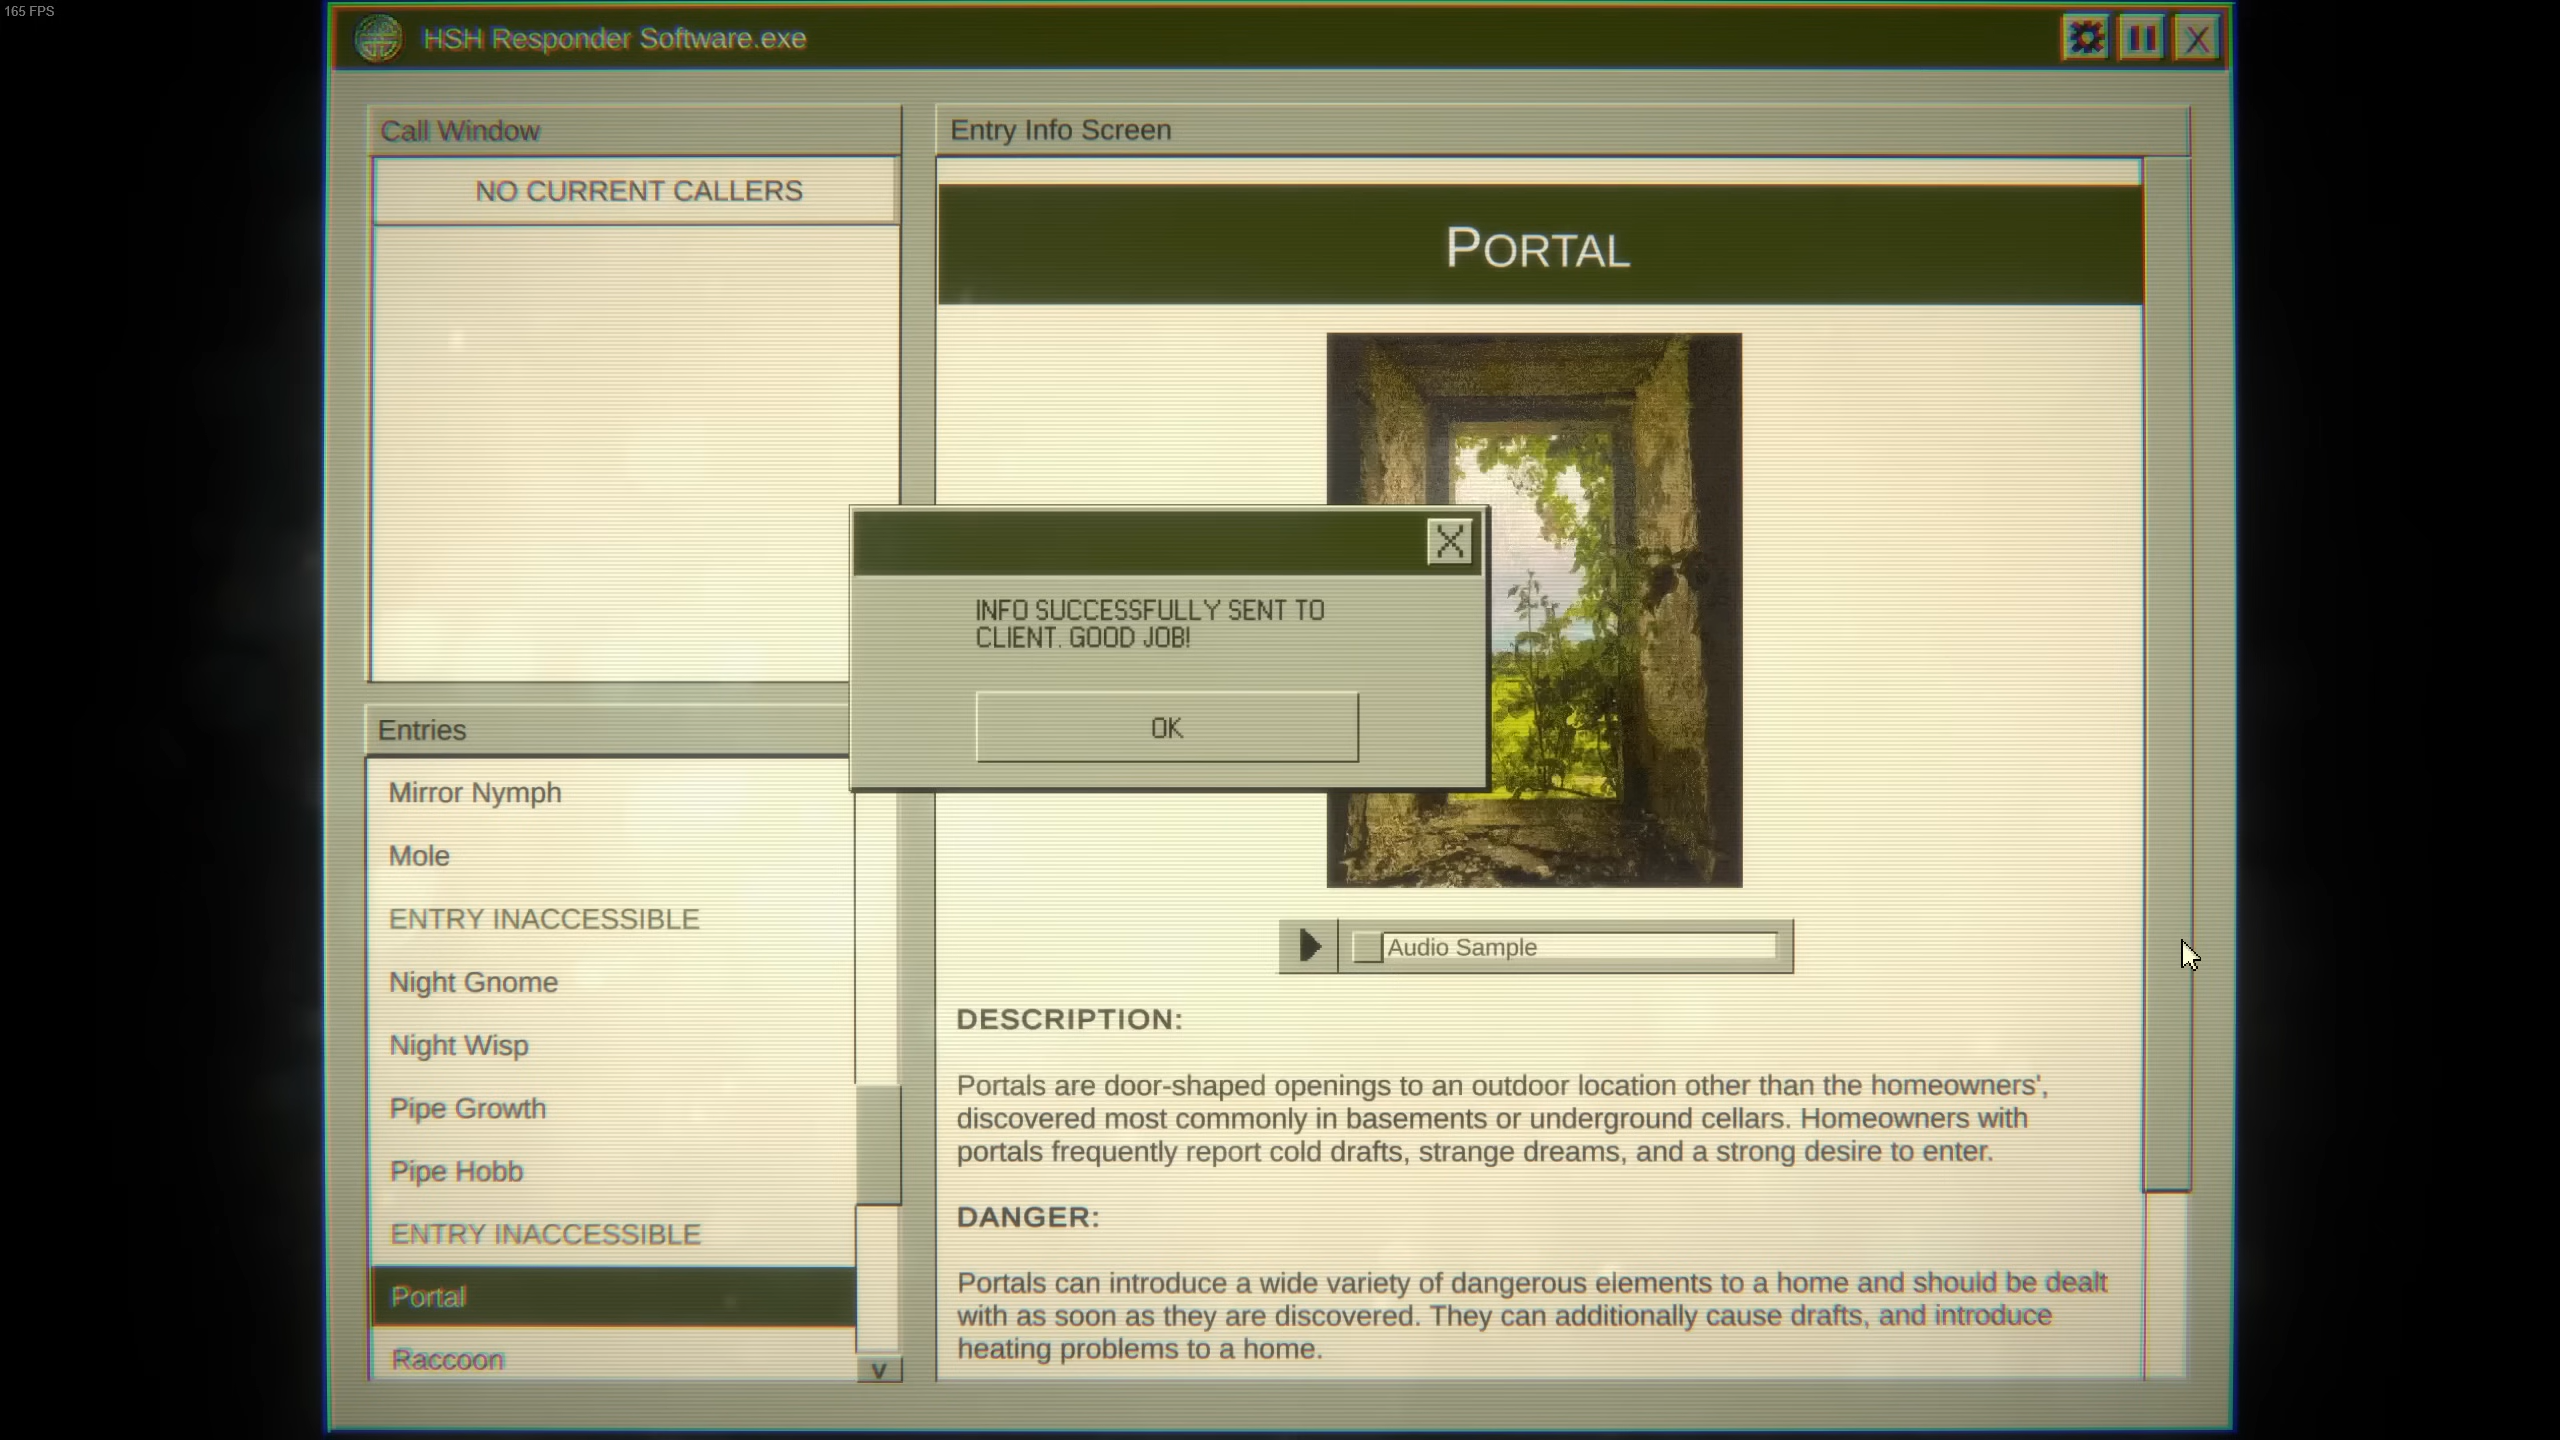 165 FPS
HSH Responder Software.exe
Call Window
NO CURRENT CALLERS
Entry Info Screen
PORTAL
INFO SUCCESSFULLY SENT TO
CLIENT. GOOD JOB!
OK
Audio Sample
DESCRIPTION:
Portals are door-shaped openings to an outdoor location other than the homeowners',
discovered most commonly in basements or underground cellars. Homeowners with
portals frequently report cold drafts, strange dreams, and a strong desire to enter.
DANGER:
Portals can introduce a wide variety of dangerous elements to a home and should be dealt
with as soon as they are discovered. They can additionally cause drafts, and introduce
heating problems to a home.
Entries
Mirror Nymph
Mole
ENTRY INACCESSIBLE
Night Gnome
Night Wisp
Pipe Growth
Pipe Hobb
ENTRY INACCESSIBLE
Portal
Raccoon